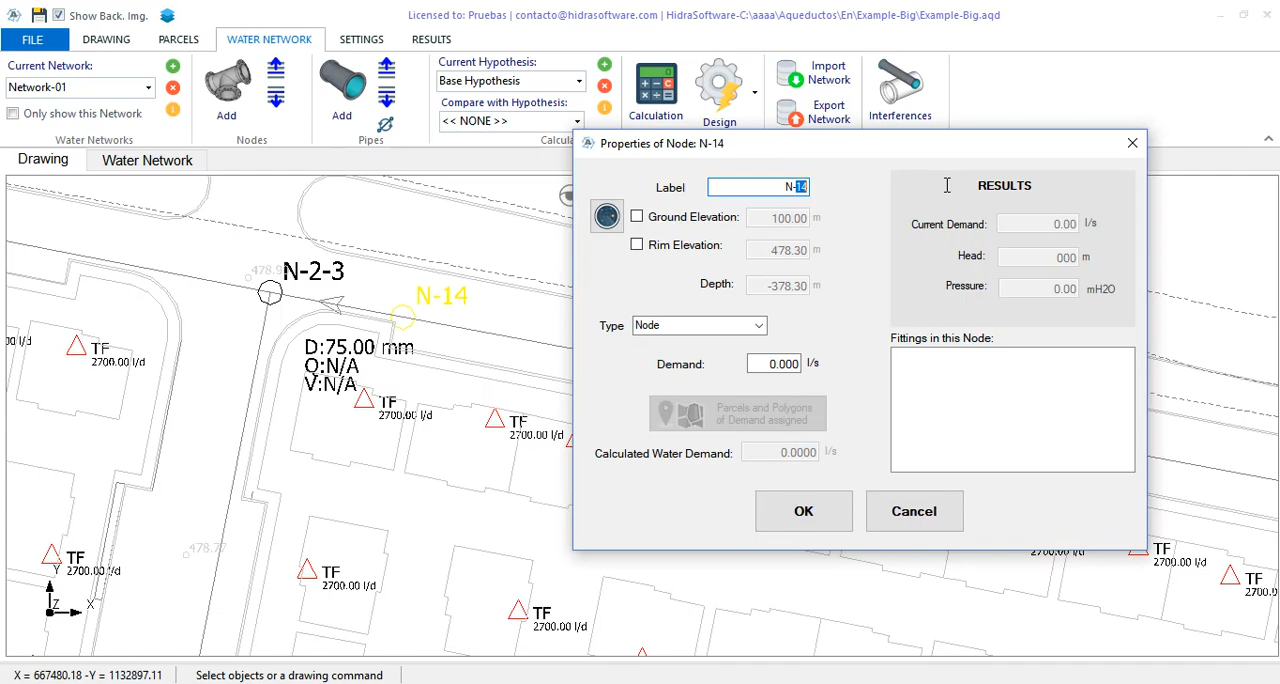 Show Back. Img.
Licensed to: Pruebas | contacto@hidrasoftware.com | HidraSoftware-C:\aaaa\Aqueductos\En\Example-Big\Example-Big.aqd
FILE DRAWING PARCELS WATER NETWORK SETTINGS RESULTS
Current Network:
Network-01
Only show this Network
Water Networks
Add
Nodes
Add
Pipes
Current Hypothesis:
Base Hypothesis
Compare with Hypothesis:
<< NONE >>
Calculation
Design
Import Network
Export Network
Interferences
Drawing Water Network
Properties of Node: N-14
Label N-14
Ground Elevation: 100.00 m
Rim Elevation: 478.30 m
Depth: -378.30 m
Type Node
Demand: 0.000 l/s
Parcels and Polygons
of Demand assigned
Calculated Water Demand: 0.0000 l/s
OK Cancel
RESULTS
Current Demand: 0.00 l/s
Head: 000 m
Pressure: 0.00 mH2O
Fittings in this Node:
N-2-3
N-14
D:75.00 mm
Q:N/A
V:N/A
TF
2700.00 l/d
TF
2700.00 l/d
TF
2700.00 l/d
478.77
TF
2700.00 l/d
TF
2700.00 l/d
TF
2700.00 l/d
TF
2700.00 l/d
TF
Y
Z
X
X = 667480.18 -Y = 1132897.11 Select objects or a drawing command